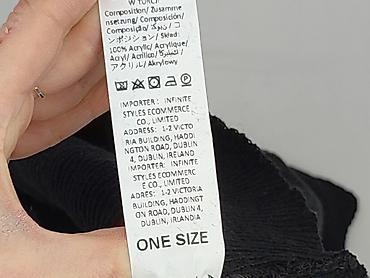 W TURCJI
Composition/ Zusamme
nsetzung/ Composición/
Composição/ تركيب/ コ
ンポジション/ Skład:
100% Acrylic/ Acrylique/
Acryl/ Acrílico/ أكريليك/
アクリル/ Akrylowy
IMPORTER: INFINITE
STYLES ECOMMERCE
CO., LIMITED
ADDRESS: 1-2 VICTO
RIA BUILDING, HADDI
NGTON ROAD, DUBLIN
4, DUBLIN, IRELAND
IMPORTER: INFINITE
STYLES ECOMMERC
E CO., LIMITED
ADRES: 1-2 VICTORIA
BUILDING, HADDINGT
ON ROAD, DUBLIN 4,
DUBLIN, IRLANDIA
ONE SIZE